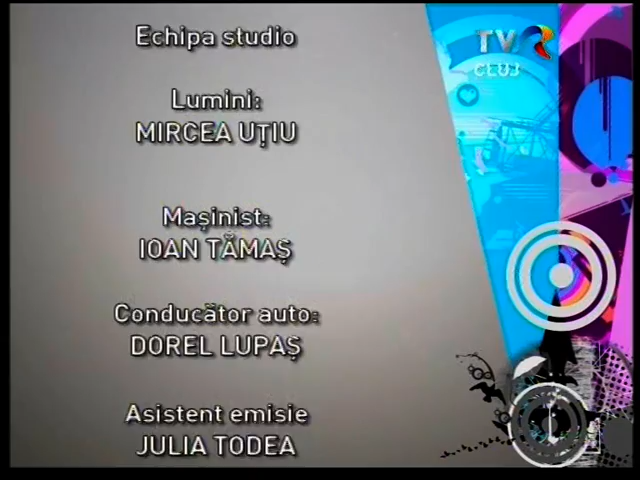 Echipa studio
Lumini:
MIRCEA UȚIU
Mașinist:
IOAN TĂMAȘ
Conducător auto:
DOREL LUPAȘ
Asistent emisie
JULIA TODEA
TVR
CLUJ